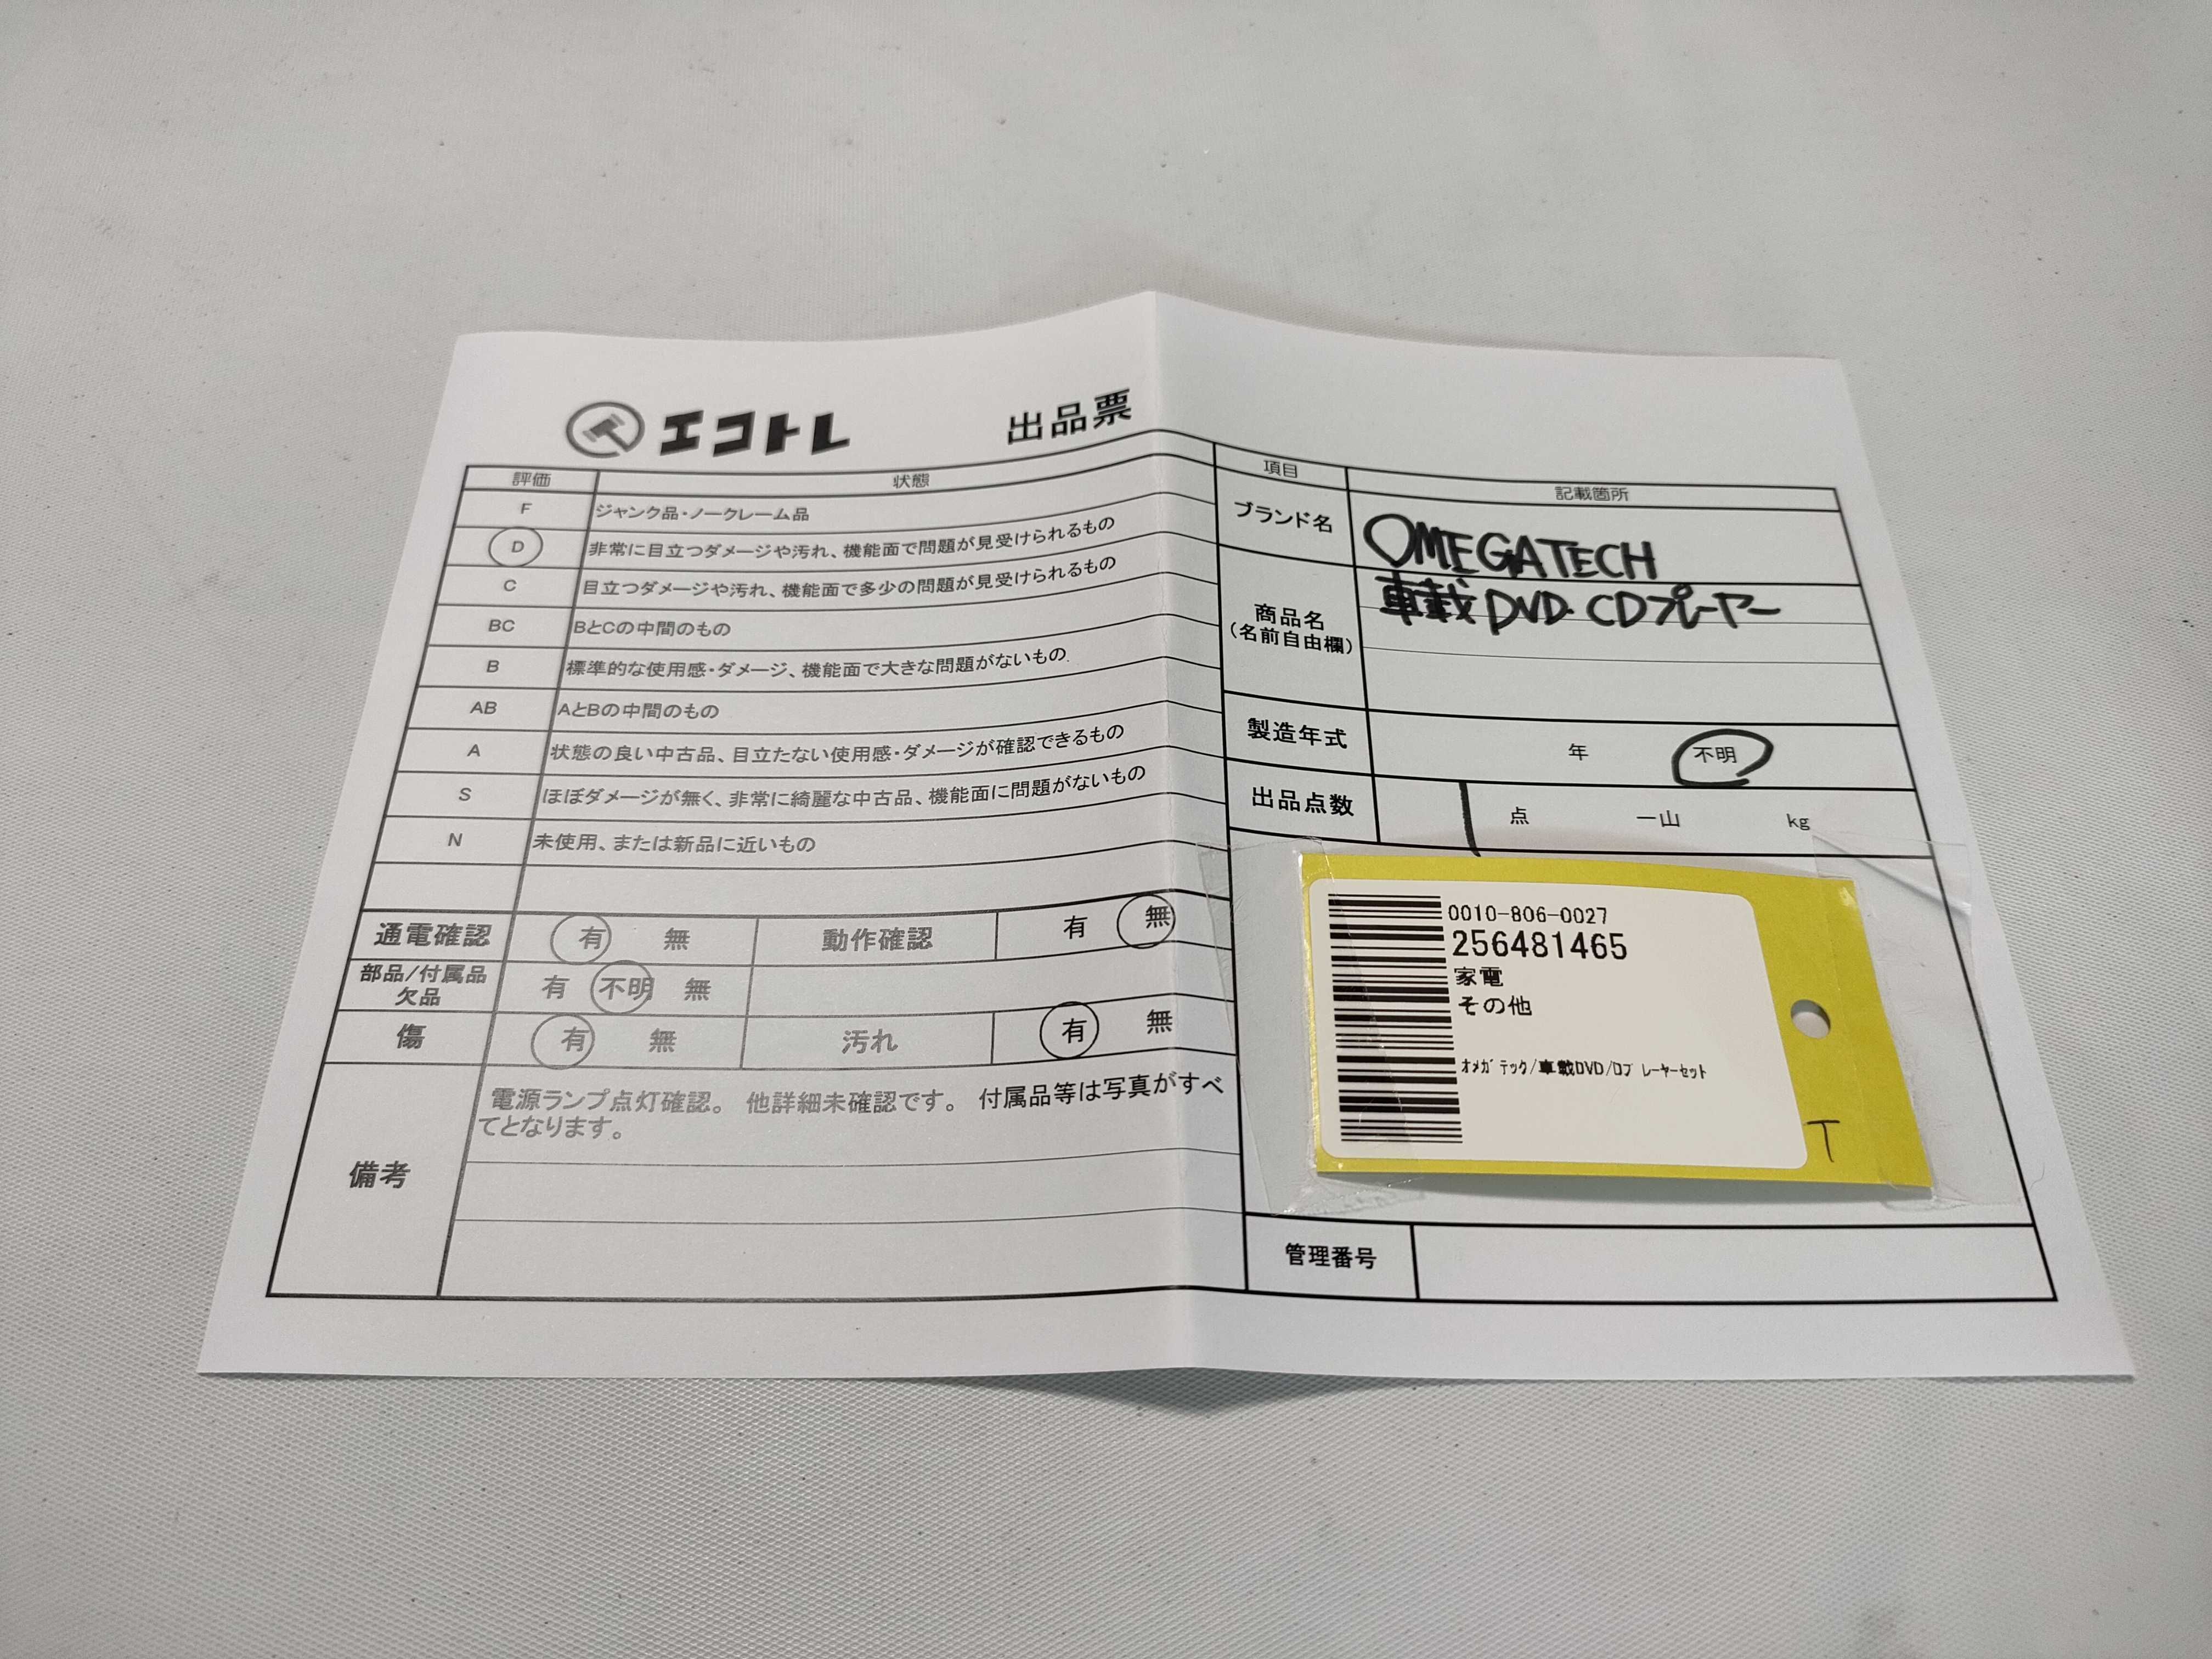 エコトレ 出品票
評価 状態
F ジャンク品・ノークレーム品
D 非常に目立つダメージや汚れ、機能面で問題が見受けられるもの
C 目立つダメージや汚れ、機能面で多少の問題が見受けられるもの
BC BとCの中間のもの
B 標準的な使用感・ダメージ、機能面で大きな問題がないもの.
AB AとBの中間のもの
A 状態の良い中古品、目立たない使用感・ダメージが確認できるもの
S ほぼダメージが無く、非常に綺麗な中古品、機能面に問題がないもの
N 未使用、または新品に近いもの
通電確認 有 無 動作確認 有 無
部品/付属品
欠品 有 不明 無
傷 有 無 汚れ 有 無
備考
電源ランプ点灯確認。 他詳細未確認です。 付属品等は写真がすべ
てとなります。
項目 記載箇所
ブランド名 OMEGATECH
商品名
(名前自由欄)
車載DVD・CDプレーヤー
製造年式 年 不明
出品点数 1 点 一山 kg
0010-806-0027
256481465
家電
その他
ｵﾒｶﾞﾃｯｸ/車載DVD/Dﾌﾟﾚｰﾔｰｾｯﾄ
T
管理番号